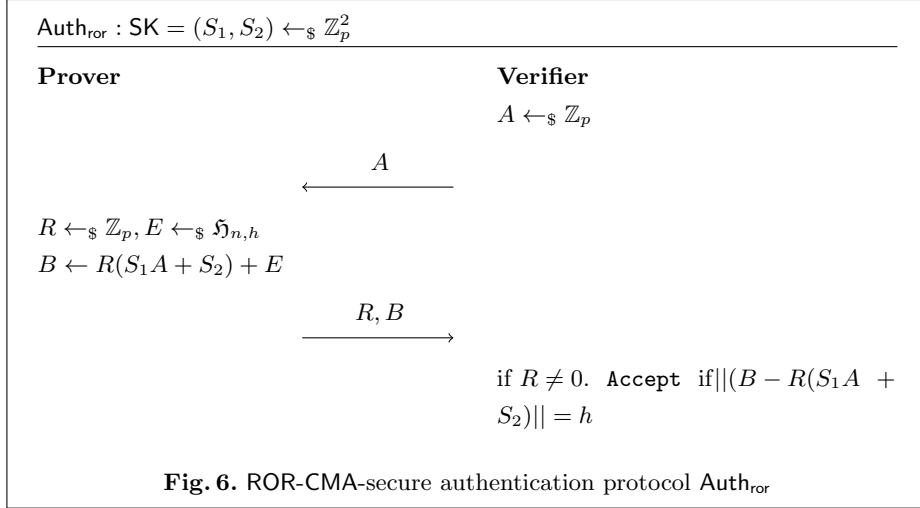 Auth_ror : SK = (S_1, S_2) ←_$ ℤ_p^2
Prover Verifier
A ←_$ ℤ_p
A
R ←_$ ℤ_p, E ←_$ ℌ_{n,h}
B ← R(S_1A + S_2) + E
R, B
if R ≠ 0. Accept if||(B − R(S_1A +
S_2)|| = h
Fig. 6. ROR-CMA-secure authentication protocol Auth_ror